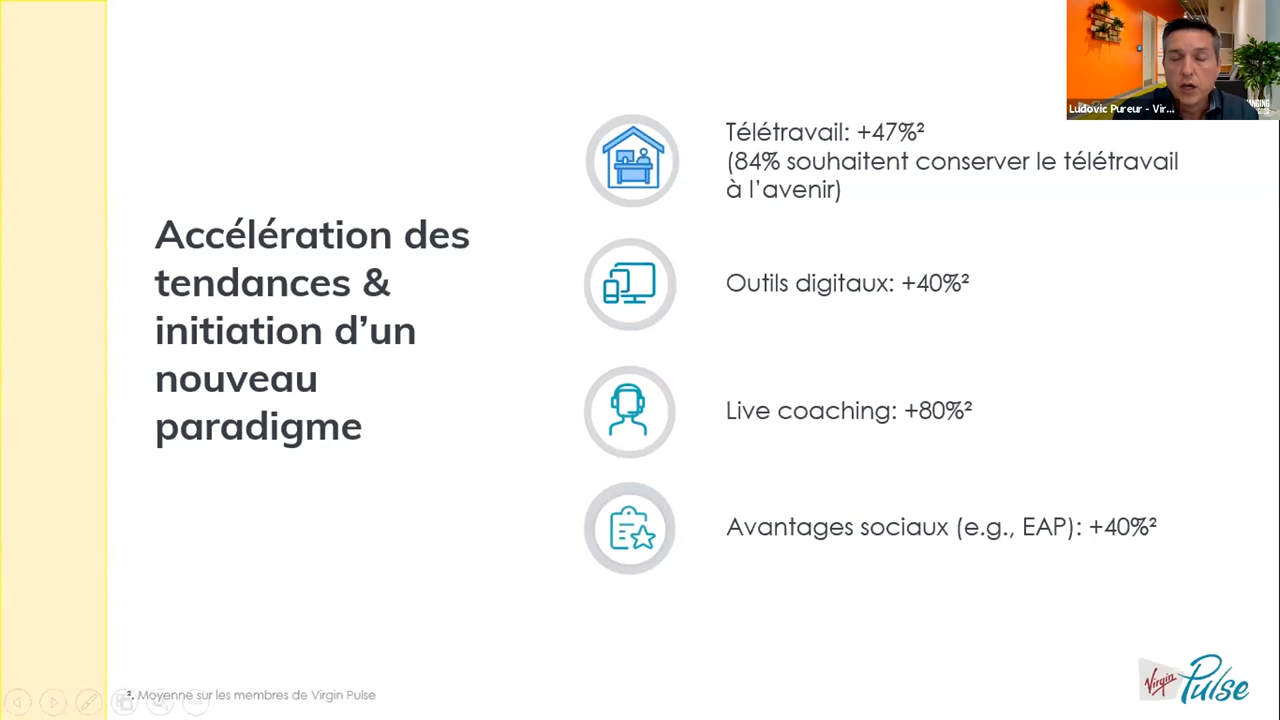 Accélération des
tendances &
initiation d’un
nouveau
paradigme
Télétravail: +47%²
(84% souhaitent conserver le télétravail
à l’avenir)
Outils digitaux: +40%²
Live coaching: +80%²
Avantages sociaux (e.g., EAP): +40%²
². Moyenne sur les membres de Virgin Pulse
Virgin Pulse
Ludovic Pureur - Vir...